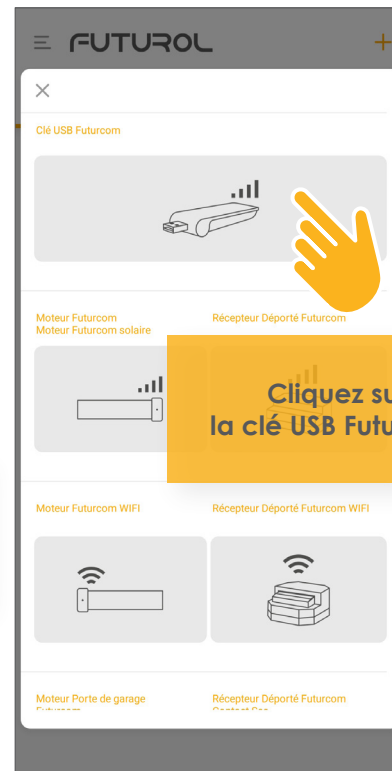 FUTUROL
Clé USB Futurcom
Moteur Futurcom
Moteur Futurcom solaire
Récepteur Déporté Futurcom
Cliquez su
la clé USB Futu
Moteur Futurcom WIFI
Récepteur Déporté Futurcom WIFI
Moteur Porte de garage
Récepteur Déporté Futurcom